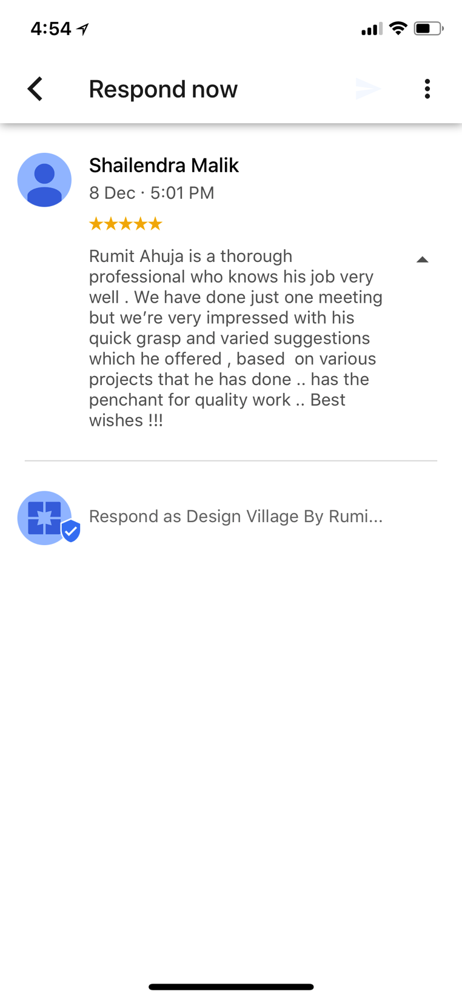 4:54
Respond now
Shailendra Malik
8 Dec · 5:01 PM
Rumit Ahuja is a thorough
professional who knows his job very
well . We have done just one meeting
but we’re very impressed with his
quick grasp and varied suggestions
which he offered , based  on various
projects that he has done .. has the
penchant for quality work .. Best
wishes !!!
Respond as Design Village By Rumi...